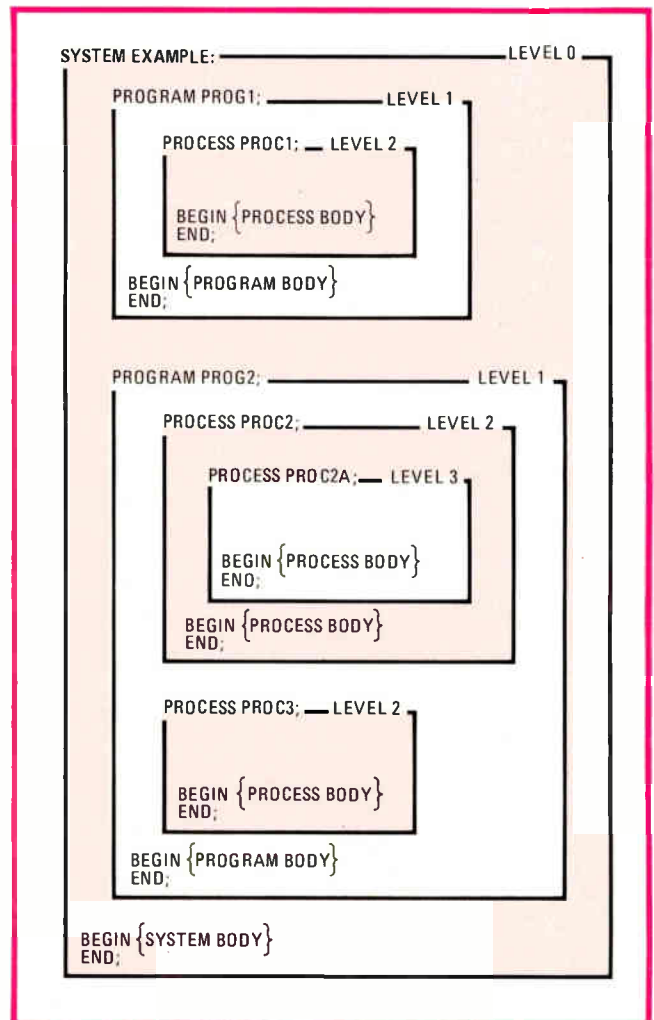 SYSTEM EXAMPLE: LEVEL 0
PROGRAM PROG1; LEVEL 1
PROCESS PROC1; LEVEL 2
BEGIN {PROCESS BODY}
END;
BEGIN {PROGRAM BODY}
END;
PROGRAM PROG2; LEVEL 1
PROCESS PROC2; LEVEL 2
PROCESS PROC2A; LEVEL 3
BEGIN {PROCESS BODY}
END;
BEGIN {PROCESS BODY}
END;
PROCESS PROC3; LEVEL 2
BEGIN {PROCESS BODY}
END;
BEGIN {PROGRAM BODY}
END;
BEGIN {SYSTEM BODY}
END;